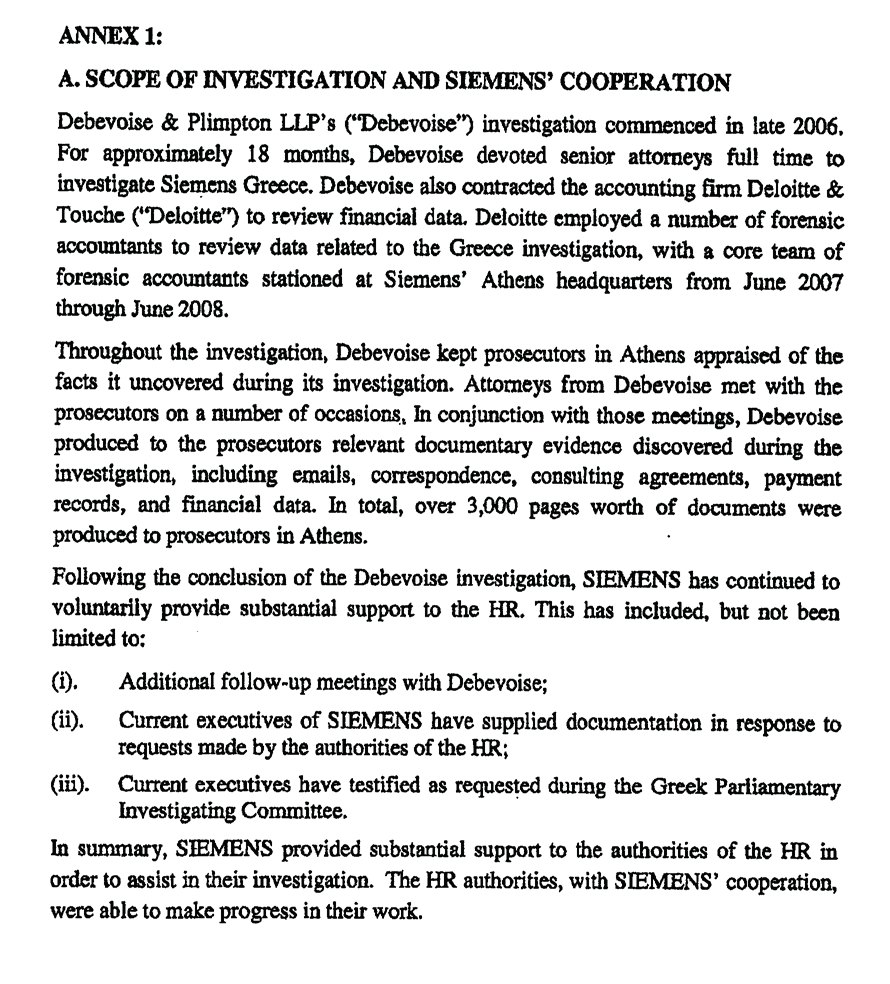 ANNEX 1:
A. SCOPE OF INVESTIGATION AND SIEMENS' COOPERATION
Debevoise & Plimpton LLP's ("Debevoise") investigation commenced in late 2006.
For approximately 18 months, Debevoise devoted senior attorneys full time to
investigate Siemens Greece. Debevoise also contracted the accounting firm Deloitte &
Touche ("Deloitte") to review financial data. Deloitte employed a number of forensic
accountants to review data related to the Greece investigation, with a core team of
forensic accountants stationed at Siemens' Athens headquarters from June 2007
through June 2008.
Throughout the investigation, Debevoise kept prosecutors in Athens appraised of the
facts it uncovered during its investigation. Attorneys from Debevoise met with the
prosecutors on a number of occasions. In conjunction with those meetings, Debevoise
produced to the prosecutors relevant documentary evidence discovered during the
investigation, including emails, correspondence, consulting agreements, payment
records, and financial data. In total, over 3,000 pages worth of documents were
produced to prosecutors in Athens.
Following the conclusion of the Debevoise investigation, SIEMENS has continued to
voluntarily provide substantial support to the HR. This has included, but not been
limited to:
(i). Additional follow-up meetings with Debevoise;
(ii). Current executives of SIEMENS have supplied documentation in response to
requests made by the authorities of the HR;
(iii). Current executives have testified as requested during the Greek Parliamentary
Investigating Committee.
In summary, SIEMENS provided substantial support to the authorities of the HR in
order to assist in their investigation. The HR authorities, with SIEMENS' cooperation,
were able to make progress in their work.